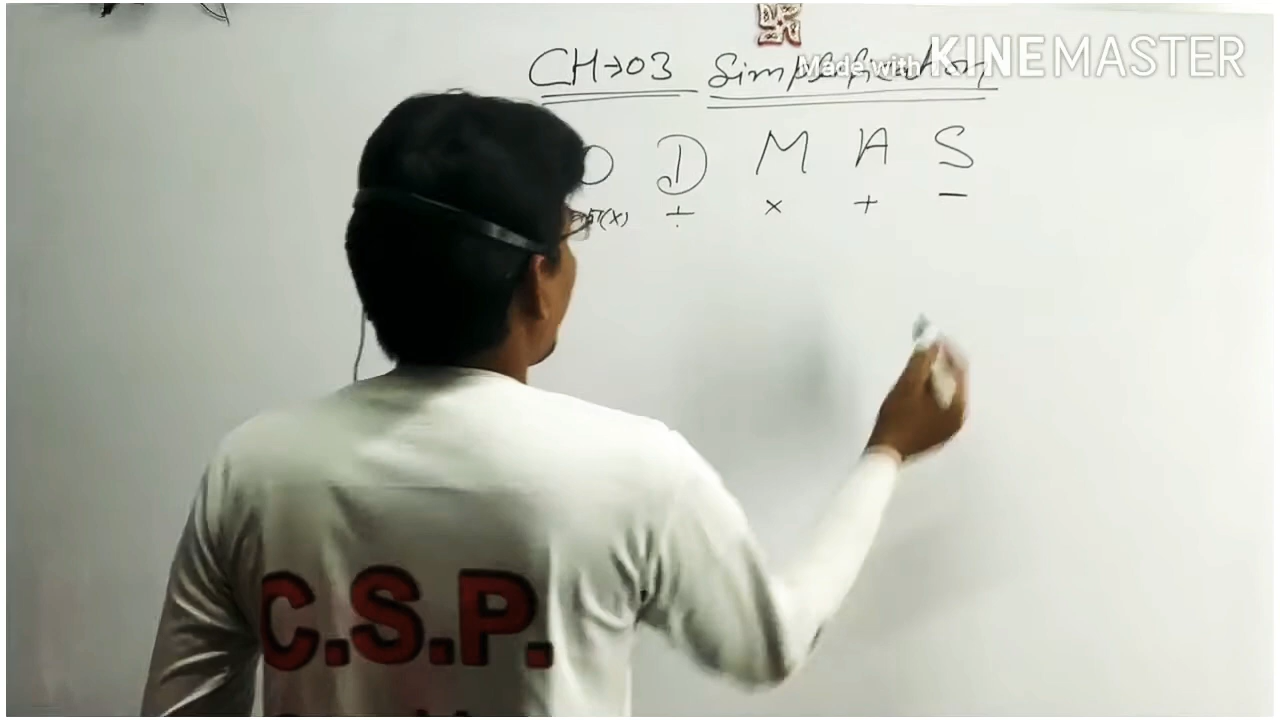 CH→03 Simplification
Made with KINEMASTER
O D M A S
(x) ÷ × + −
C.S.P.